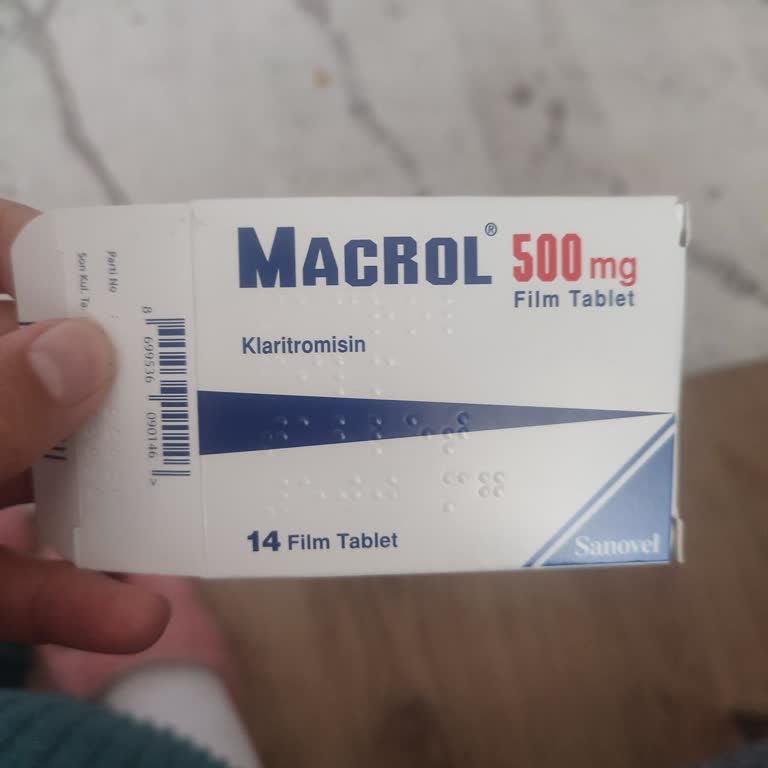 MACROL® 500 mg
Film Tablet
Klaritromisin
14 Film Tablet
Sanovel
8 699536 090146 >
Parti No :
Son Kul. Ta